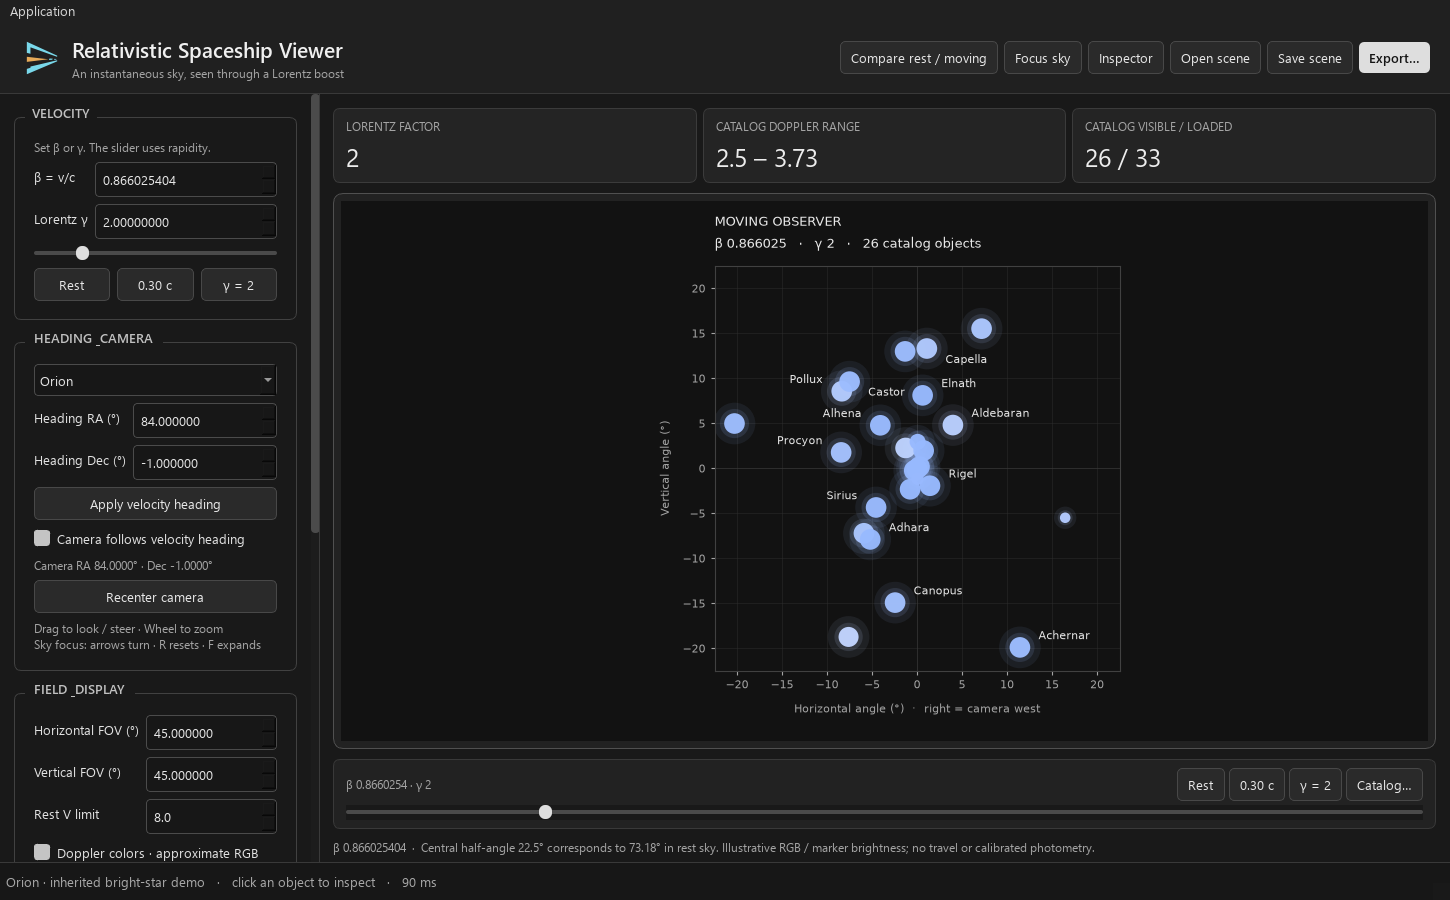 Application
Relativistic Spaceship Viewer
An instantaneous sky, seen through a Lorentz boost
Compare rest / moving
Focus sky
Inspector
Open scene
Save scene
Export...
VELOCITY
Set β or γ. The slider uses rapidity.
β = v/c
0.866025404
Lorentz γ
2.00000000
Rest
0.30 c
γ = 2
HEADING _CAMERA
Orion
Heading RA (°)
84.000000
Heading Dec (°)
-1.000000
Apply velocity heading
Camera follows velocity heading
Camera RA 84.0000° · Dec -1.0000°
Recenter camera
Drag to look / steer · Wheel to zoom
Sky focus: arrows turn · R resets · F expands
FIELD _DISPLAY
Horizontal FOV (°)
45.000000
Vertical FOV (°)
45.000000
Rest V limit
8.0
Doppler colors · approximate RGB
LORENTZ FACTOR
2
CATALOG DOPPLER RANGE
2.5 – 3.73
CATALOG VISIBLE / LOADED
26 / 33
MOVING OBSERVER
β 0.866025 · γ 2 · 26 catalog objects
20
15
10
5
0
−5
−10
−15
−20
Vertical angle (°)
Capella
Pollux
Castor
Elnath
Alhena
Aldebaran
Procyon
Rigel
Sirius
Adhara
Canopus
Achernar
−20
−15
−10
−5
0
5
10
15
20
Horizontal angle (°) · right = camera west
β 0.8660254 · γ 2
Rest
0.30 c
γ = 2
Catalog...
β 0.866025404 · Central half-angle 22.5° corresponds to 73.18° in rest sky. Illustrative RGB / marker brightness; no travel or calibrated photometry.
Orion · inherited bright-star demo · click an object to inspect · 90 ms